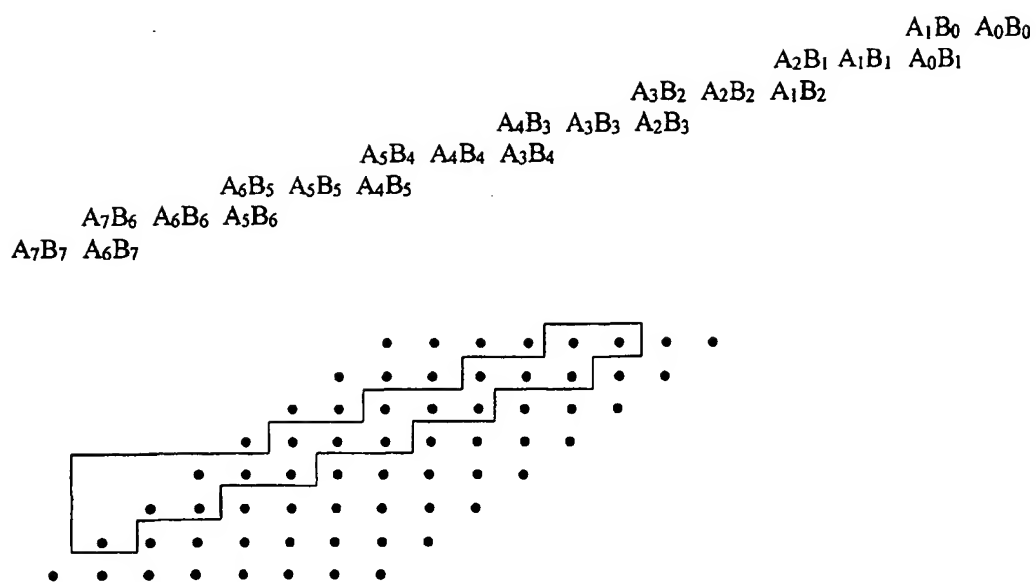 A₁B₀ A₀B₀
A₂B₁ A₁B₁ A₀B₁
A₃B₂ A₂B₂ A₁B₂
A₄B₃ A₃B₃ A₂B₃
A₅B₄ A₄B₄ A₃B₄
A₆B₅ A₅B₅ A₄B₅
A₇B₆ A₆B₆ A₅B₆
A₇B₇ A₆B₇